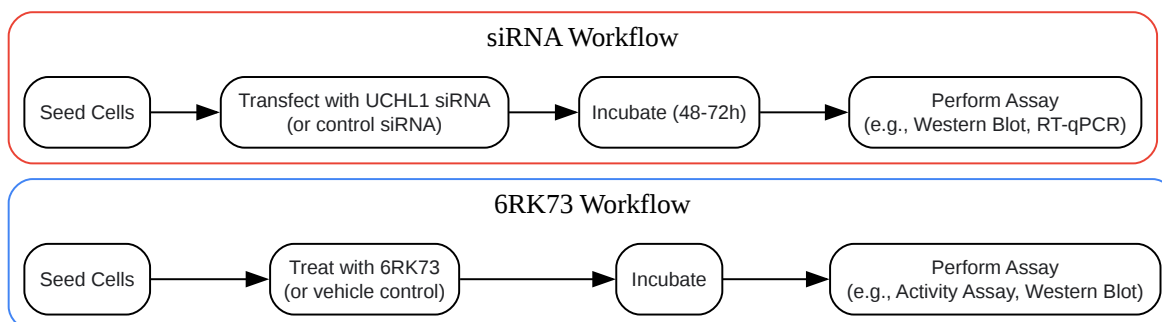 siRNA Workflow
Seed Cells
Transfect with UCHL1 siRNA
(or control siRNA)
Incubate (48-72h)
Perform Assay
(e.g., Western Blot, RT-qPCR)
6RK73 Workflow
Seed Cells
Treat with 6RK73
(or vehicle control)
Incubate
Perform Assay
(e.g., Activity Assay, Western Blot)